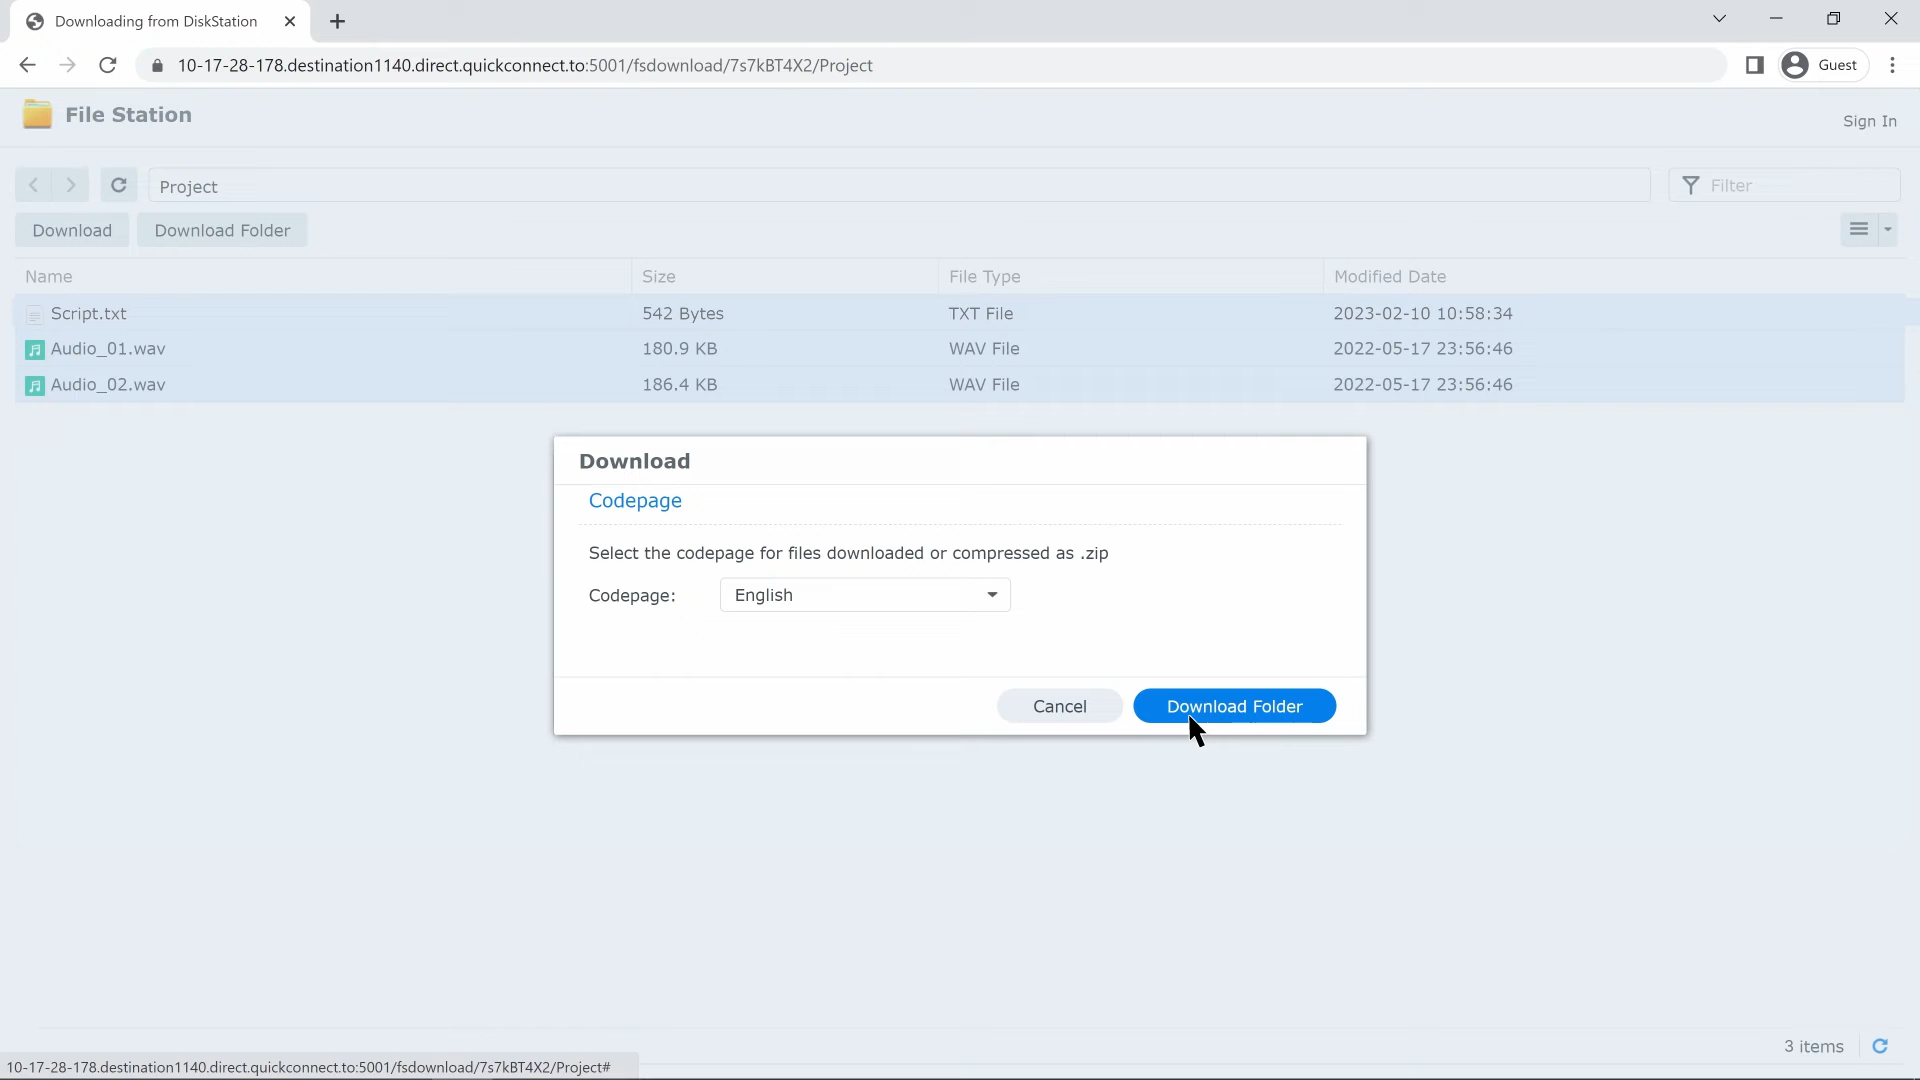 Downloading from DiskStation
10-17-28-178.destination1140.direct.quickconnect.to:5001/fsdownload/7s7kBT4X2/Project
Guest
File Station
Sign In
Project
Filter
Download Download Folder
Name Size File Type Modified Date
Script.txt 542 Bytes TXT File 2023-02-10 10:58:34
Audio_01.wav 180.9 KB WAV File 2022-05-17 23:56:46
Audio_02.wav 186.4 KB WAV File 2022-05-17 23:56:46
Download
Codepage
Select the codepage for files downloaded or compressed as .zip
Codepage: English
Cancel Download Folder
3 items
10-17-28-178.destination1140.direct.quickconnect.to:5001/fsdownload/7s7kBT4X2/Project#